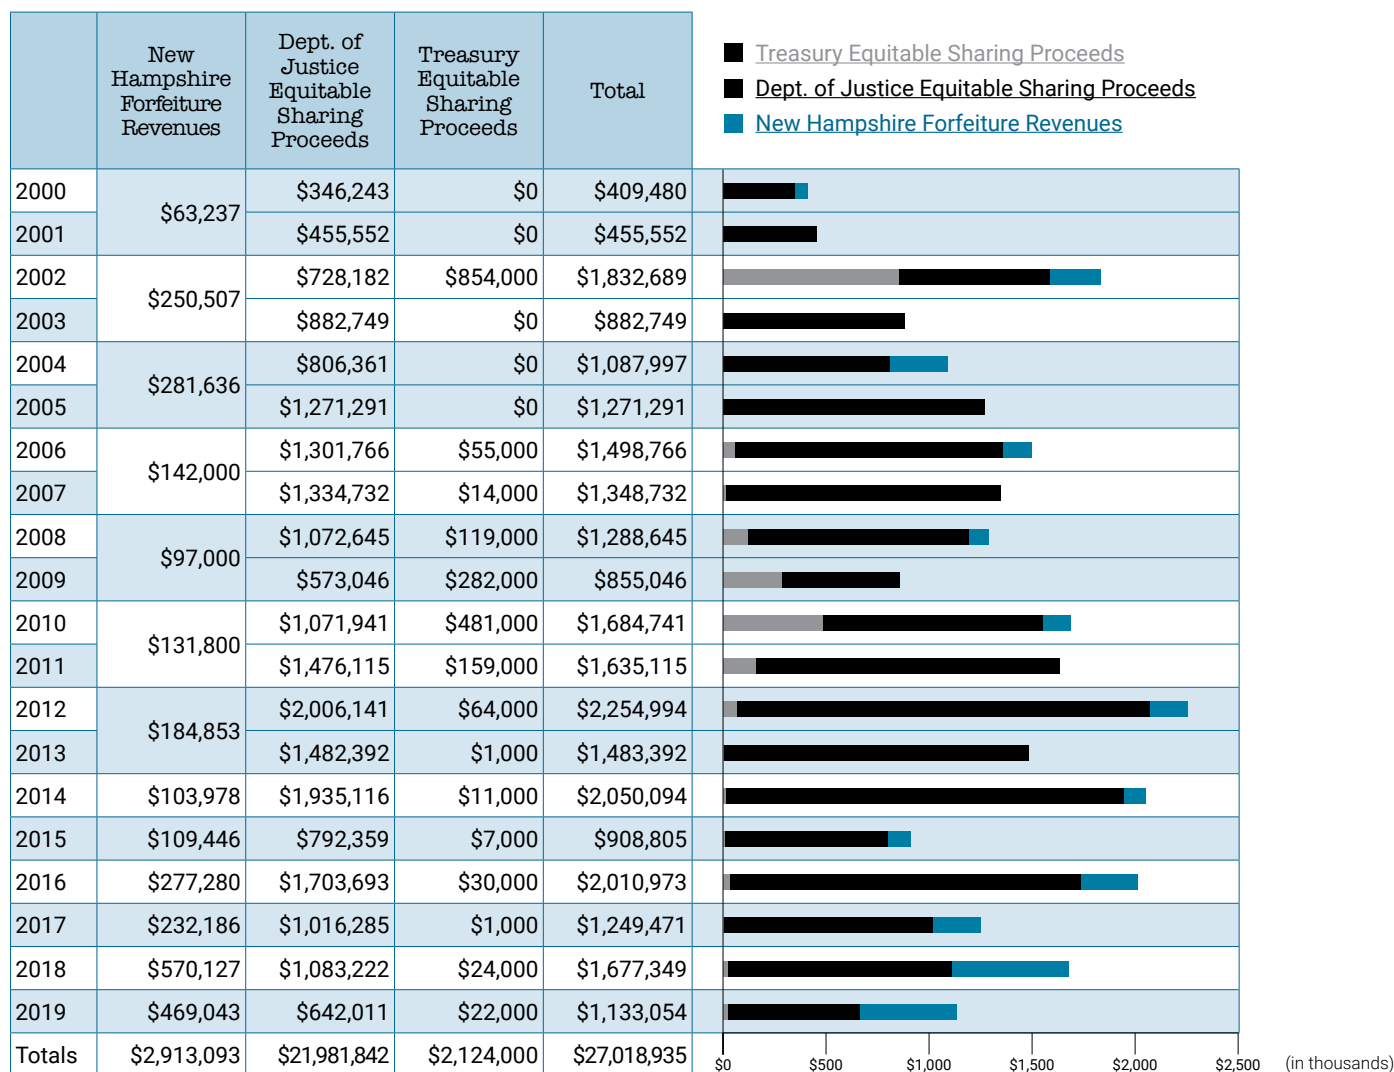 New Hampshire Forfeiture Revenues
Dept. of Justice Equitable Sharing Proceeds
Treasury Equitable Sharing Proceeds
Total
Treasury Equitable Sharing Proceeds
Dept. of Justice Equitable Sharing Proceeds
New Hampshire Forfeiture Revenues
2000 $63,237 $346,243 $0 $409,480
2001 $455,552 $0 $455,552
2002 $250,507 $728,182 $854,000 $1,832,689
2003 $882,749 $0 $882,749
2004 $281,636 $806,361 $0 $1,087,997
2005 $1,271,291 $0 $1,271,291
2006 $142,000 $1,301,766 $55,000 $1,498,766
2007 $1,334,732 $14,000 $1,348,732
2008 $97,000 $1,072,645 $119,000 $1,288,645
2009 $573,046 $282,000 $855,046
2010 $131,800 $1,071,941 $481,000 $1,684,741
2011 $1,476,115 $159,000 $1,635,115
2012 $184,853 $2,006,141 $64,000 $2,254,994
2013 $1,482,392 $1,000 $1,483,392
2014 $103,978 $1,935,116 $11,000 $2,050,094
2015 $109,446 $792,359 $7,000 $908,805
2016 $277,280 $1,703,693 $30,000 $2,010,973
2017 $232,186 $1,016,285 $1,000 $1,249,471
2018 $570,127 $1,083,222 $24,000 $1,677,349
2019 $469,043 $642,011 $22,000 $1,133,054
Totals $2,913,093 $21,981,842 $2,124,000 $27,018,935
$0 $500 $1,000 $1,500 $2,000 $2,500 (in thousands)